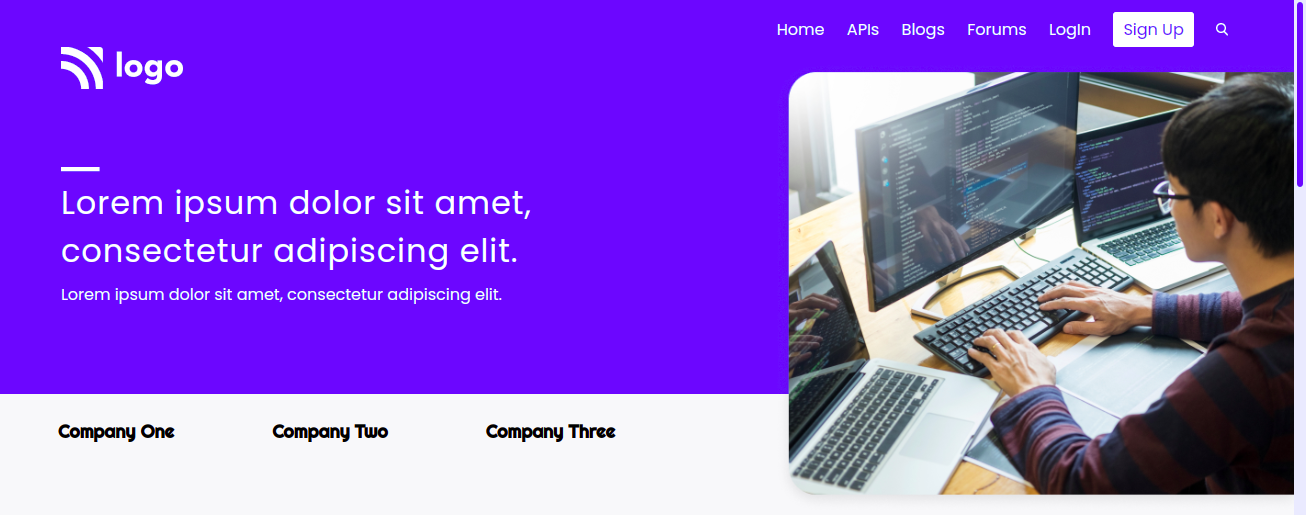 Home APIs Blogs Forums LogIn Sign Up
logo
Lorem ipsum dolor sit amet,
consectetur adipiscing elit.
Lorem ipsum dolor sit amet, consectetur adipiscing elit.
Company One Company Two Company Three